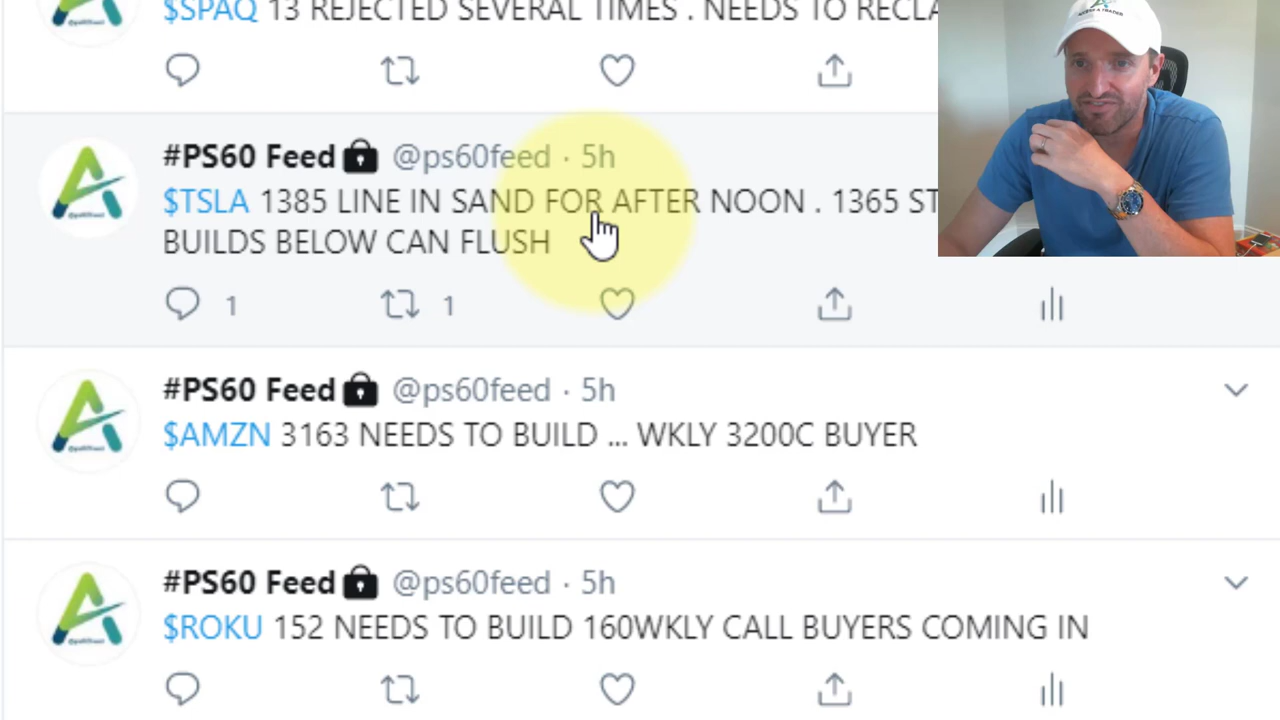 $SPAQ 13 REJECTED SEVERAL TIMES . NEEDS TO
#PS60 Feed @ps60feed · 5h
$TSLA 1385 LINE IN SAND FOR AFTER NOON . 1365
BUILDS BELOW CAN FLUSH
1 1
#PS60 Feed @ps60feed · 5h
$AMZN 3163 NEEDS TO BUILD ... WKLY 3200C BUYER
#PS60 Feed @ps60feed · 5h
$ROKU 152 NEEDS TO BUILD 160WKLY CALL BUYERS COMING IN